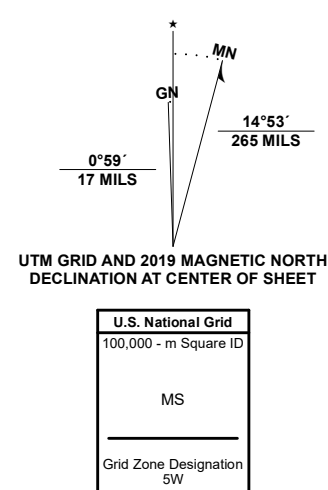 ★
MN
GN
14°53´
265 MILS
0°59´
17 MILS
UTM GRID AND 2019 MAGNETIC NORTH
DECLINATION AT CENTER OF SHEET
U.S. National Grid
100,000 - m Square ID
MS
Grid Zone Designation
5W